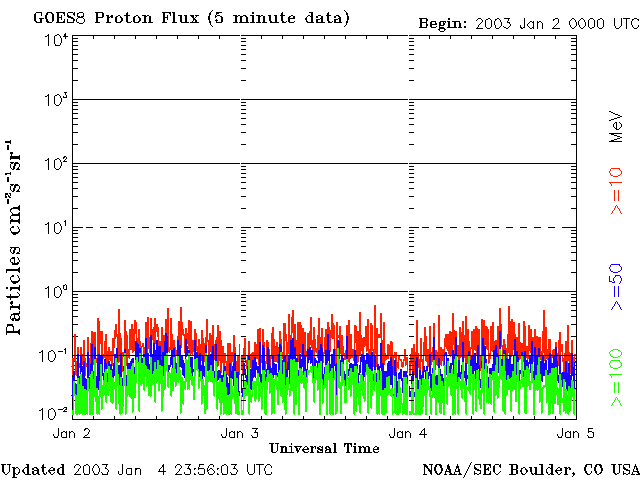 GOES8 Proton Flux (5 minute data)
Begin: 2003 Jan 2 0000 UTC
Particles cm⁻²s⁻¹sr⁻¹
10⁴
10³
10²
10¹
10⁰
10⁻¹
10⁻²
Jan 2
Jan 3
Jan 4
Jan 5
Universal Time
MeV
>=10
>=50
>=100
Updated 2003 Jan 4 23:56:03 UTC
NOAA/SEC Boulder, CO USA